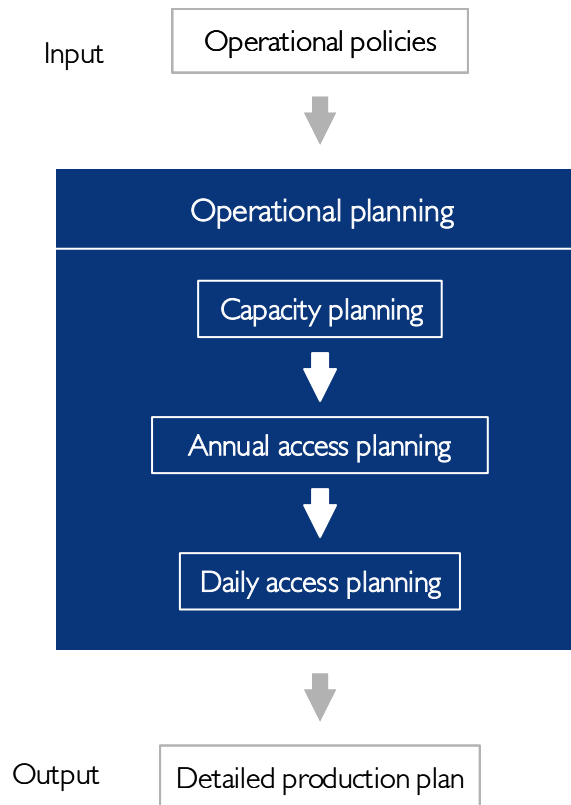 Input
Operational policies
Operational planning
Capacity planning
Annual access planning
Daily access planning
Output
Detailed production plan